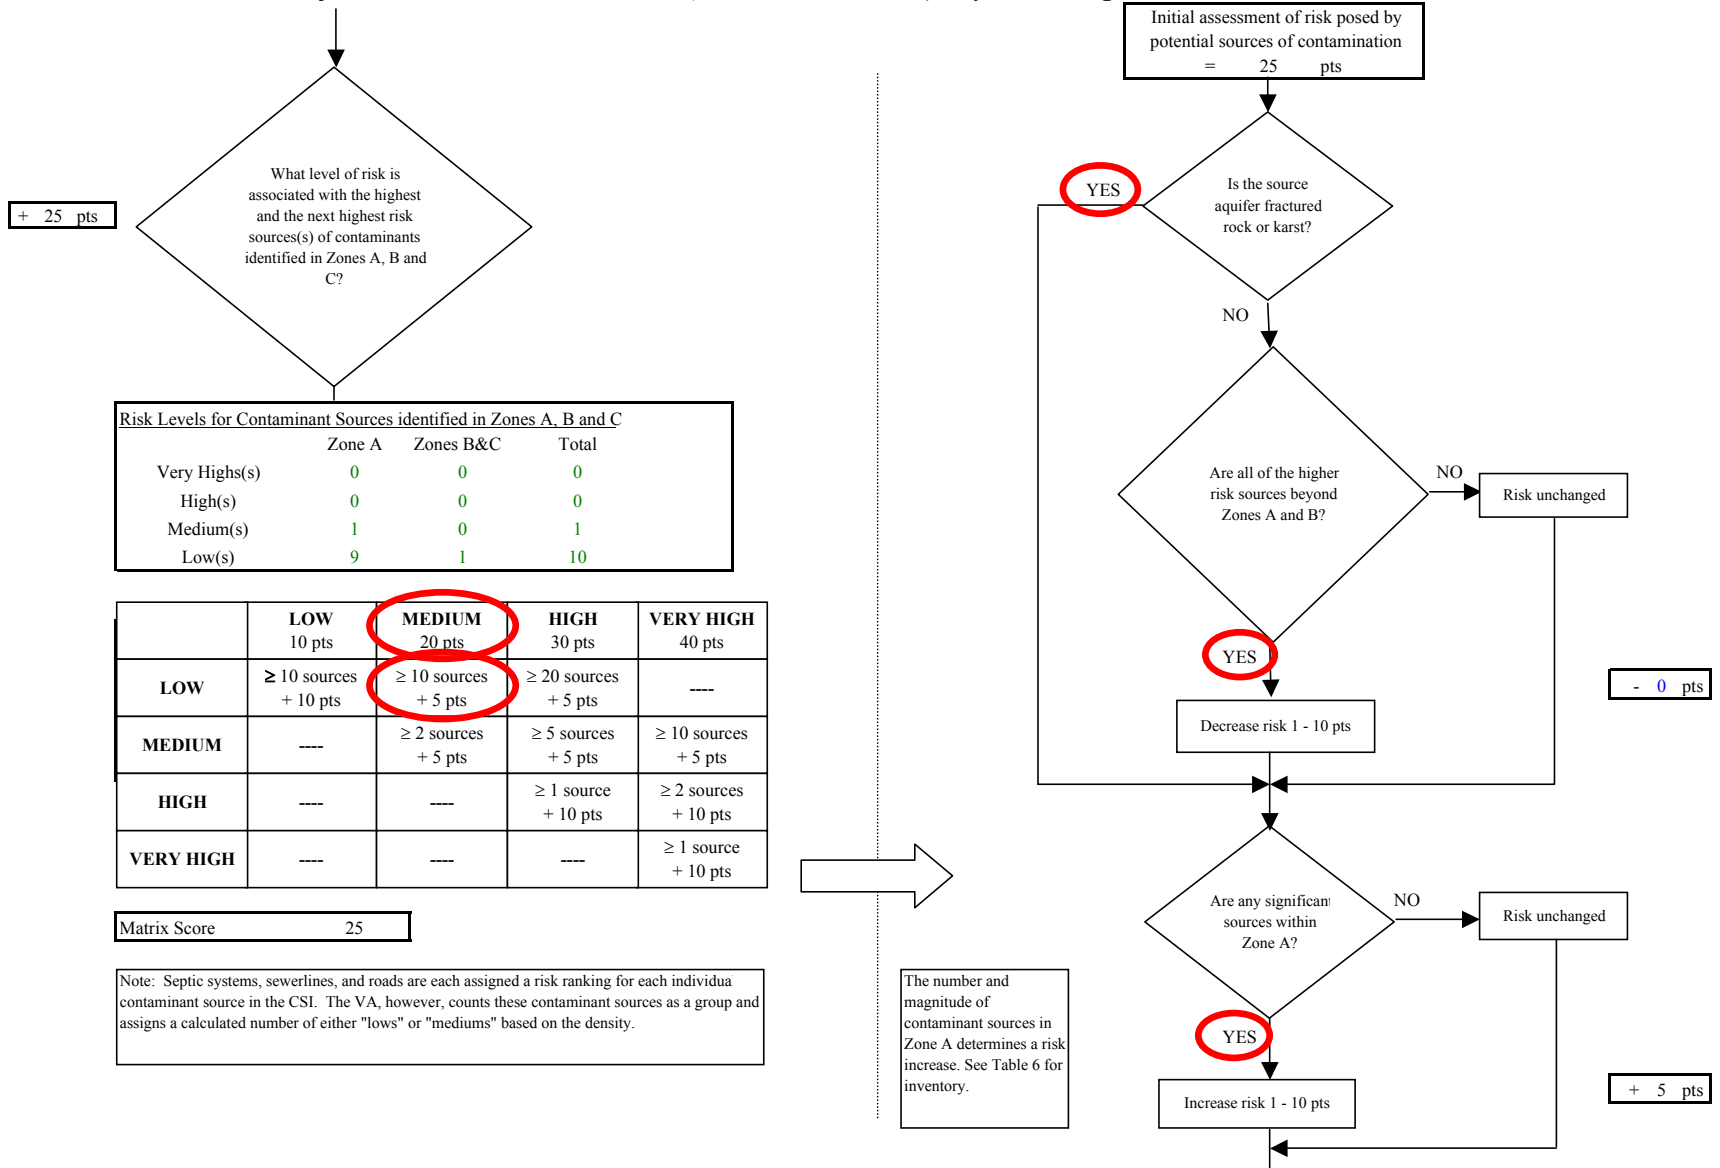 + 25 pts
What level of risk is
associated with the highest
and the next highest risk
sources(s) of contaminants
identified in Zones A, B and
C?
Risk Levels for Contaminant Sources identified in Zones A, B and C
Zone A Zones B&C Total
Very Highs(s) 0 0 0
High(s) 0 0 0
Medium(s) 1 0 1
Low(s) 9 1 10
LOW MEDIUM HIGH VERY HIGH
10 pts 20 pts 30 pts 40 pts
LOW ≥ 10 sources ≥ 10 sources ≥ 20 sources ----
+ 10 pts + 5 pts + 5 pts
MEDIUM ---- ≥ 2 sources ≥ 5 sources ≥ 10 sources
+ 5 pts + 5 pts + 5 pts
HIGH ---- ---- ≥ 1 source ≥ 2 sources
+ 10 pts + 10 pts
VERY HIGH ---- ---- ---- ≥ 1 source
+ 10 pts
Matrix Score 25
Note: Septic systems, sewerlines, and roads are each assigned a risk ranking for each individua
contaminant source in the CSI. The VA, however, counts these contaminant sources as a group and
assigns a calculated number of either "lows" or "mediums" based on the density.
Initial assessment of risk posed by
potential sources of contamination
= 25 pts
YES
Is the source
aquifer fractured
rock or karst?
NO
Are all of the higher
risk sources beyond
Zones A and B?
NO
Risk unchanged
YES
- 0 pts
Decrease risk 1 - 10 pts
Are any significant
sources within
Zone A?
NO
Risk unchanged
The number and
magnitude of
contaminant sources in
Zone A determines a risk
increase. See Table 6 for
inventory.
YES
+ 5 pts
Increase risk 1 - 10 pts